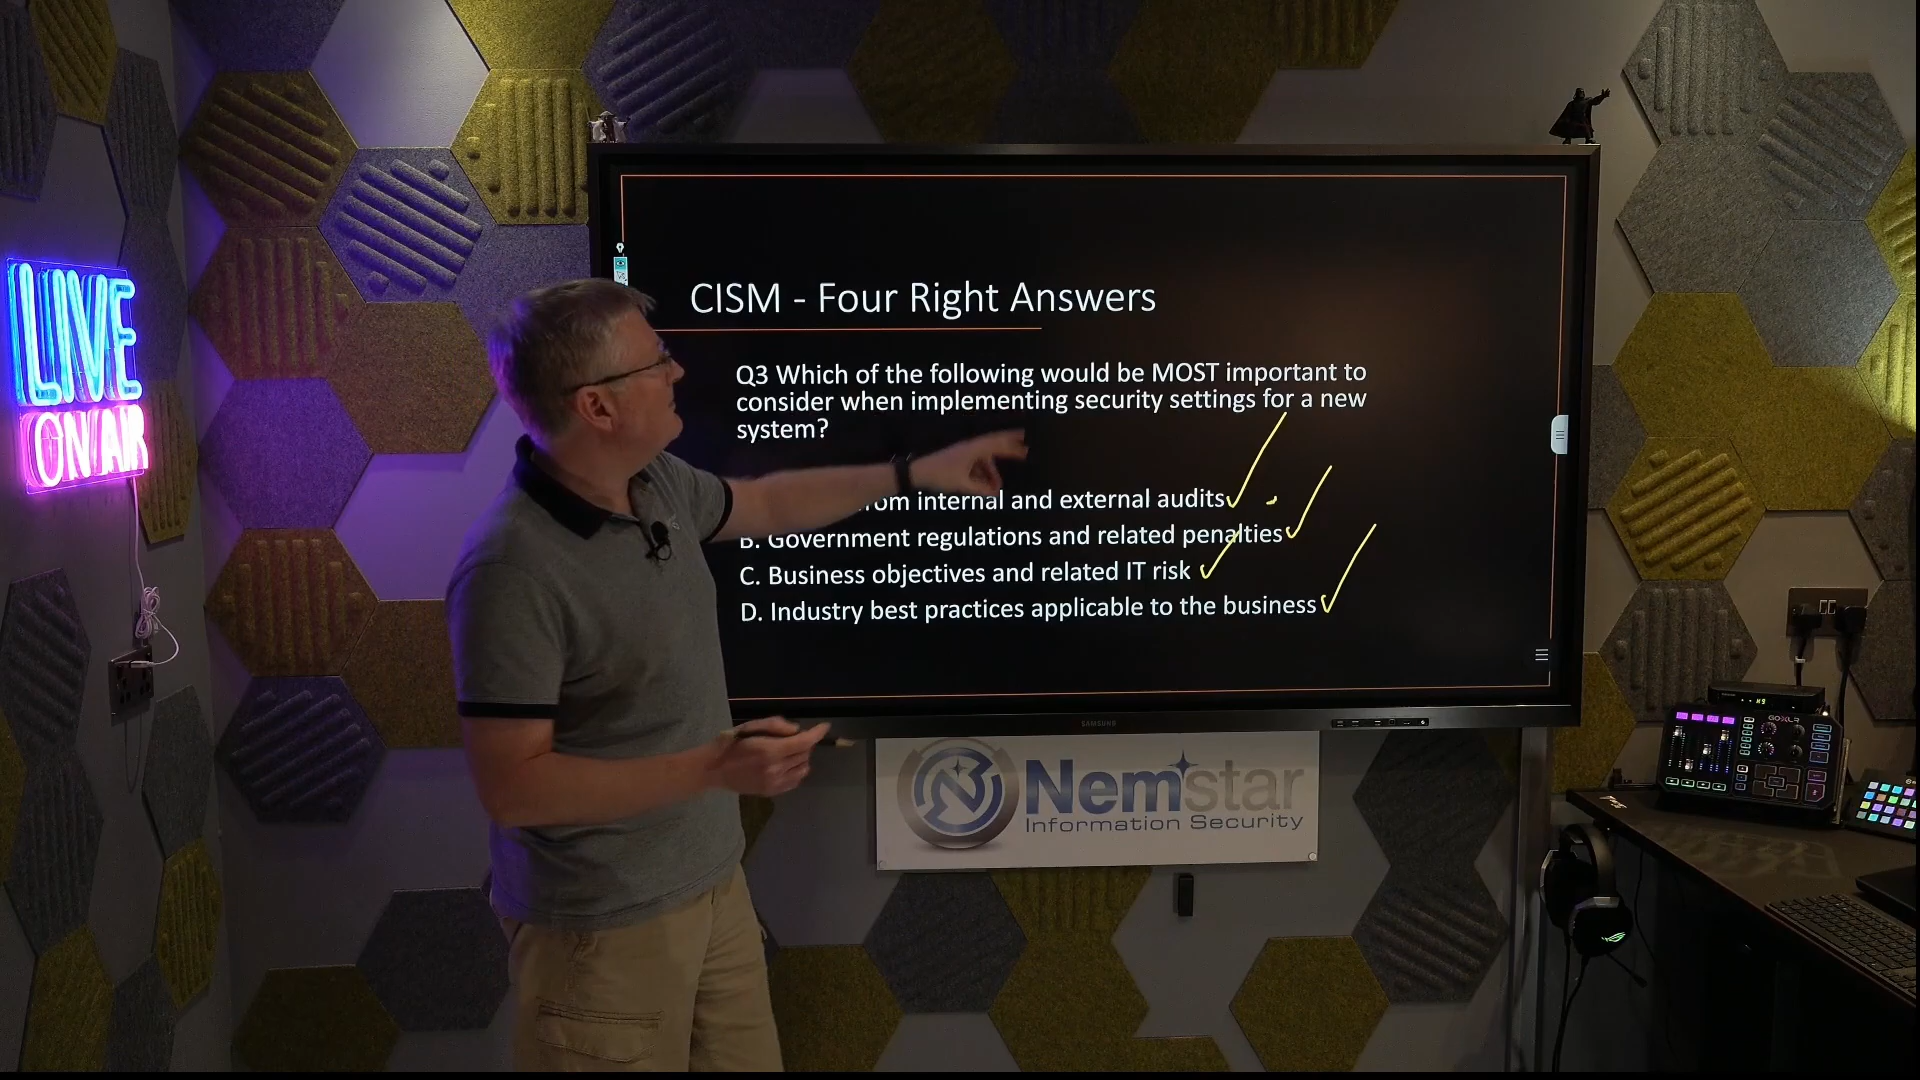 LIVE
ON AIR
CISM - Four Right Answers
Q3 Which of the following would be MOST important to
consider when implementing security settings for a new
system?
from internal and external audits
B. Government regulations and related penalties
C. Business objectives and related IT risk
D. Industry best practices applicable to the business
SAMSUNG
Nemstar
Information Security
GOXLR